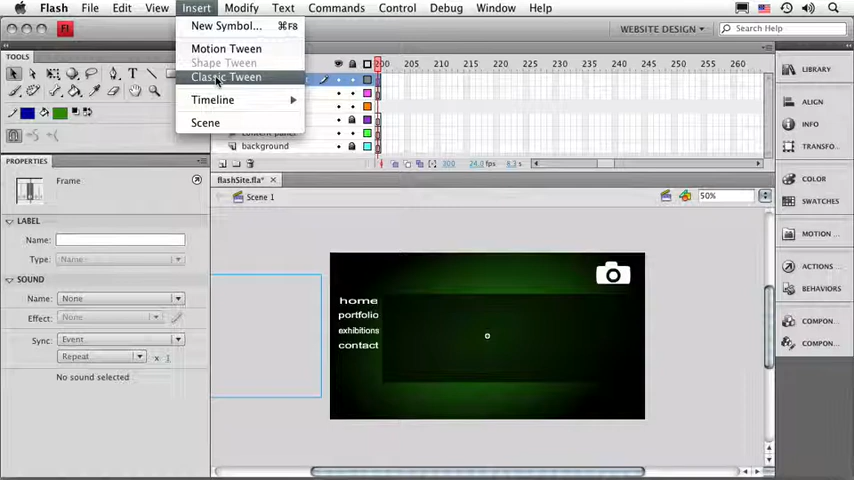 Flash File Edit View Insert Modify Text Commands Control Debug Window Help
WEBSITE DESIGN
Search Help
New Symbol... ⌘F8
Motion Tween
Shape Tween
Classic Tween
Timeline
Scene
TOOLS
200 205 210 215 220 225 230 235 240 245 250 255 260
background
200 24.0 fps 8.3 s
PROPERTIES
Frame
LABEL
Name:
Type: Name
SOUND
Name: None
Effect: None
Sync: Event
Repeat x 1
No sound selected
flashSite.fla*
Scene 1
50%
home
portfolio
exhibitions
contact
LIBRARY
ALIGN
INFO
TRANSFO...
COLOR
SWATCHES
MOTION ...
ACTIONS ...
BEHAVIORS
COMPON...
COMPON...